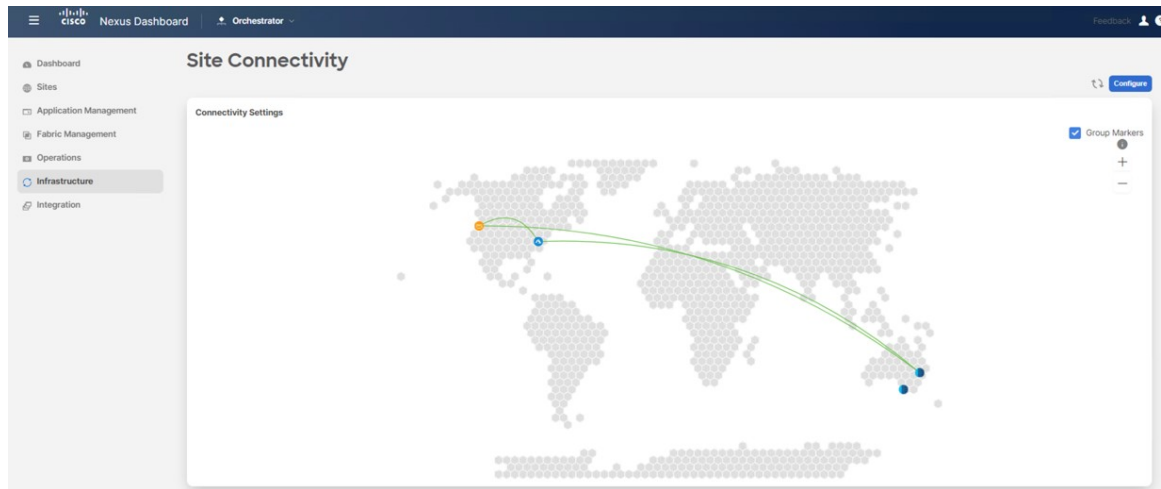 cisco Nexus Dashboard Orchestrator Feedback
Dashboard
Sites
Application Management
Fabric Management
Operations
Infrastructure
Integration
Site Connectivity
Configure
Connectivity Settings
Group Markers